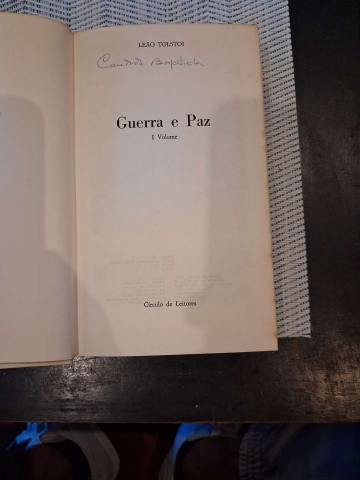 LEÃO TOLSTOI
Guerra e Paz
I Volume
Círculo de Leitores